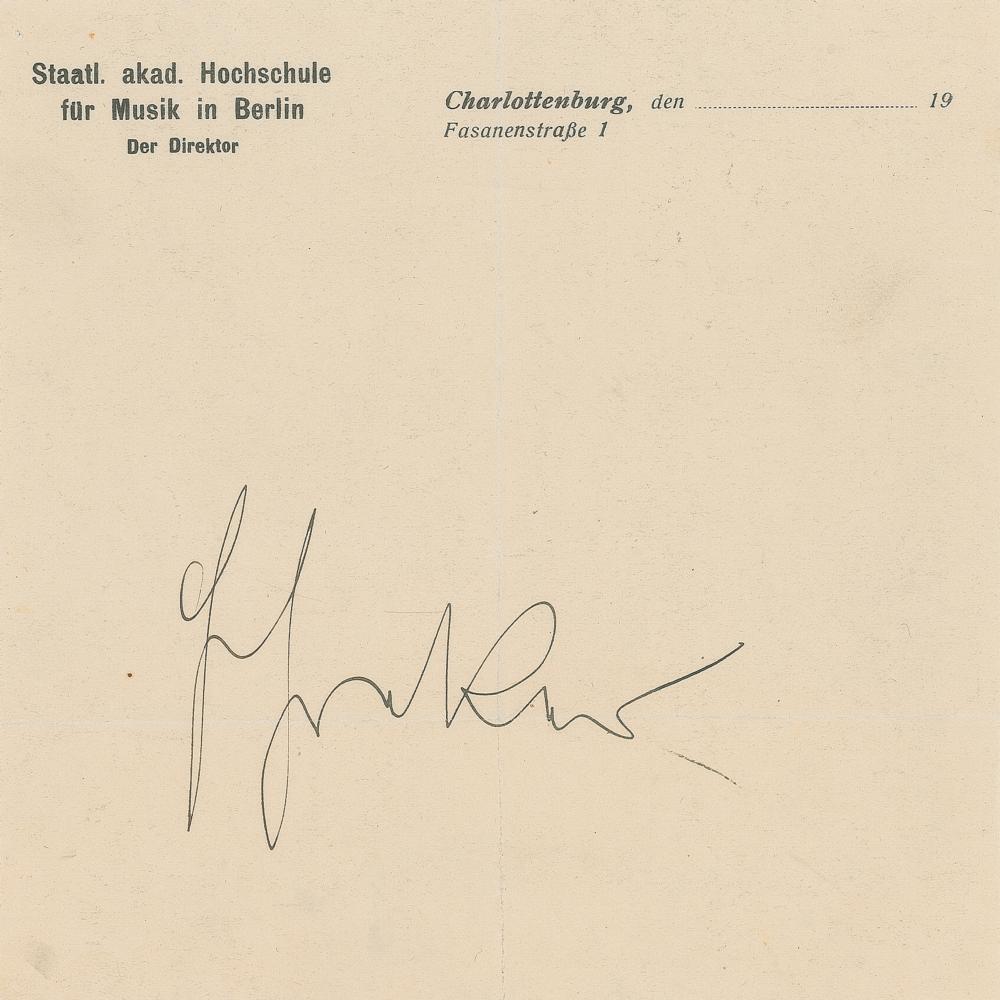 Staatl. akad. Hochschule
für Musik in Berlin
Der Direktor
Charlottenburg, den ........................ 19
Fasanenstraße 1